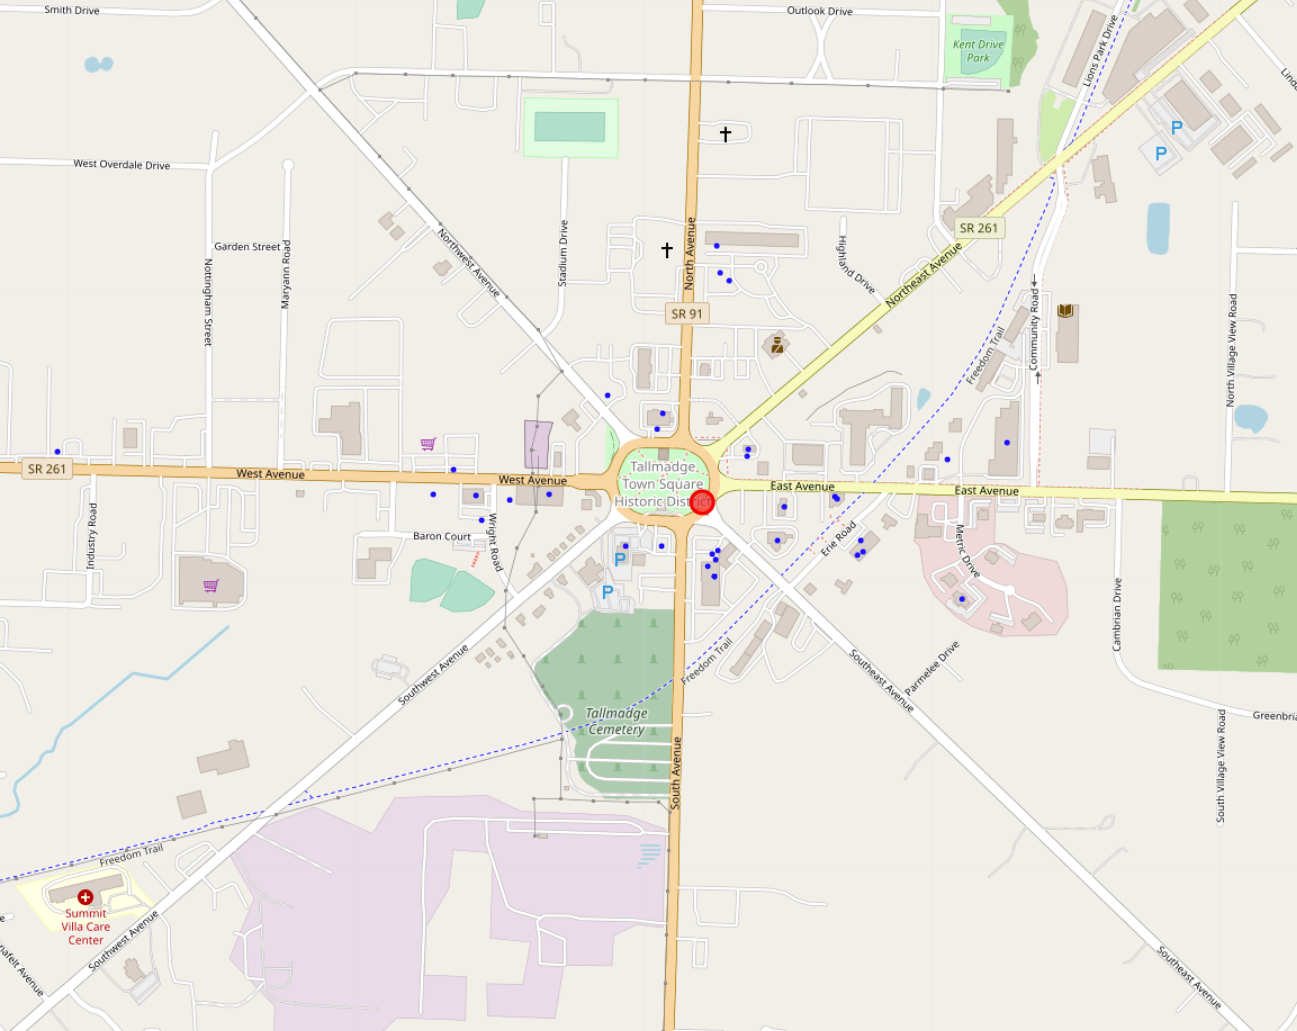 Smith Drive
Outlook Drive
Kent Drive
Park
Lions Park Drive
P
P
West Overdale Drive
Garden Street
Nottingham Street
Maryann Road
Northwest Avenue
Stadium Drive
North Avenue
SR 91
Highland Drive
SR 261
Northeast Avenue
Freedom Trail
Community Road
North Village View Road
SR 261
West Avenue
West Avenue
Tallmadge
Town Square
Historic District
East Avenue
East Avenue
Industry Road
Wright Road
Baron Court
P
P
Erie Road
Metric Drive
Cambrian Drive
Southwest Avenue
Freedom Trail
Southeast Avenue
Parmelee Drive
Tallmadge
Cemetery
South Avenue
South Village View Road
Greenbria
Freedom Trail
Summit
Villa Care
Center
Southwest Avenue
nafelt Avenue
Southeast Avenue